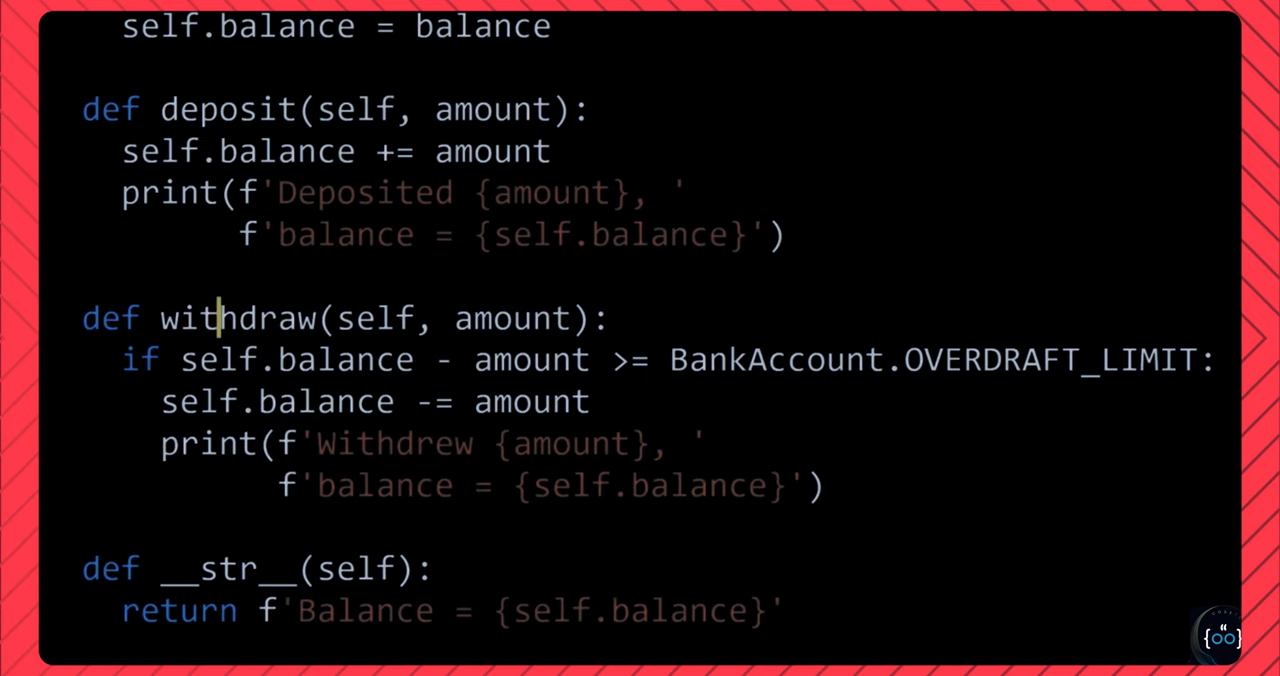 self.balance = balance
def deposit(self, amount):
self.balance += amount
print(f'Deposited {amount}, '
f'balance = {self.balance}')
def withdraw(self, amount):
if self.balance - amount >= BankAccount.OVERDRAFT_LIMIT:
self.balance -= amount
print(f'Withdrew {amount}, '
f'balance = {self.balance}')
def __str__(self):
return f'Balance = {self.balance}'